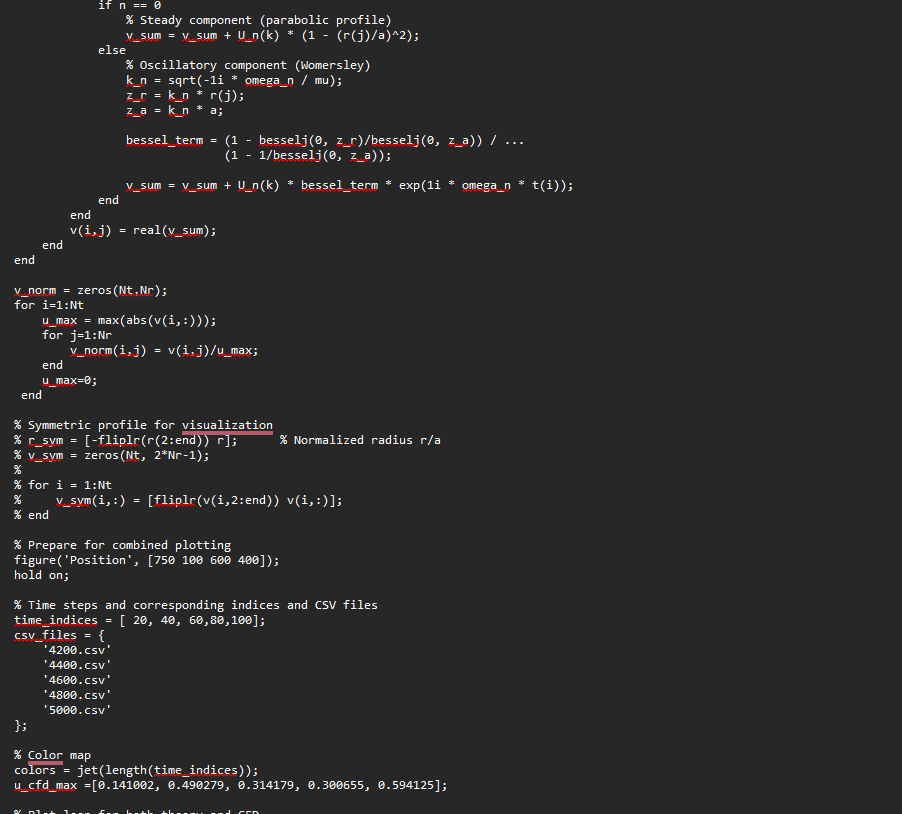 if n == 0
% Steady component (parabolic profile)
v_sum = v_sum + U_n(k) * (1 - (r(j)/a)^2);
else
% Oscillatory component (Womersley)
k_n = sqrt(-1i * omega_n / mu);
z_r = k_n * r(j);
z_a = k_n * a;
bessel_term = (1 - besselj(0, z_r)/besselj(0, z_a)) / ...
(1 - 1/besselj(0, z_a));
v_sum = v_sum + U_n(k) * bessel_term * exp(1i * omega_n * t(i));
end
end
v(i,j) = real(v_sum);
end
end
v_norm = zeros(Nt,Nr);
for i=1:Nt
u_max = max(abs(v(i,:)));
for j=1:Nr
v_norm(i,j) = v(i,j)/u_max;
end
u_max=0;
end
% Symmetric profile for visualization
% r_sym = [-fliplr(r(2:end)) r];      % Normalized radius r/a
% v_sym = zeros(Nt, 2*Nr-1);
%
% for i = 1:Nt
%     v_sym(i,:) = [fliplr(v(i,2:end)) v(i,:)];
% end
% Prepare for combined plotting
figure('Position', [750 100 600 400]);
hold on;
% Time steps and corresponding indices and CSV files
time_indices = [ 20, 40, 60,80,100];
csv_files = {
'4200.csv'
'4400.csv'
'4600.csv'
'4800.csv'
'5000.csv'
};
% Color map
colors = jet(length(time_indices));
u_cfd_max =[0.141002, 0.490279, 0.314179, 0.300655, 0.594125];
% Plot loop for both theory and CFD